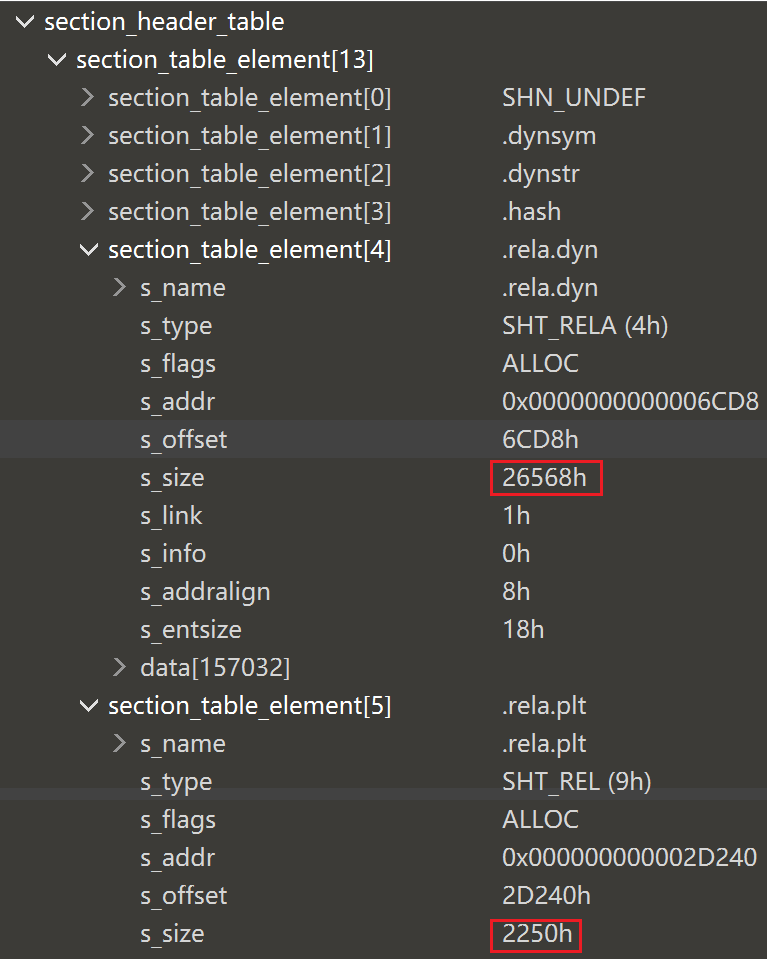 section_header_table
section_table_element[13]
section_table_element[0] SHN_UNDEF
section_table_element[1] .dynsym
section_table_element[2] .dynstr
section_table_element[3] .hash
section_table_element[4] .rela.dyn
s_name .rela.dyn
s_type SHT_RELA (4h)
s_flags ALLOC
s_addr 0x0000000000006CD8
s_offset 6CD8h
s_size 26568h
s_link 1h
s_info 0h
s_addralign 8h
s_entsize 18h
data[157032]
section_table_element[5] .rela.plt
s_name .rela.plt
s_type SHT_REL (9h)
s_flags ALLOC
s_addr 0x000000000002D240
s_offset 2D240h
s_size 2250h